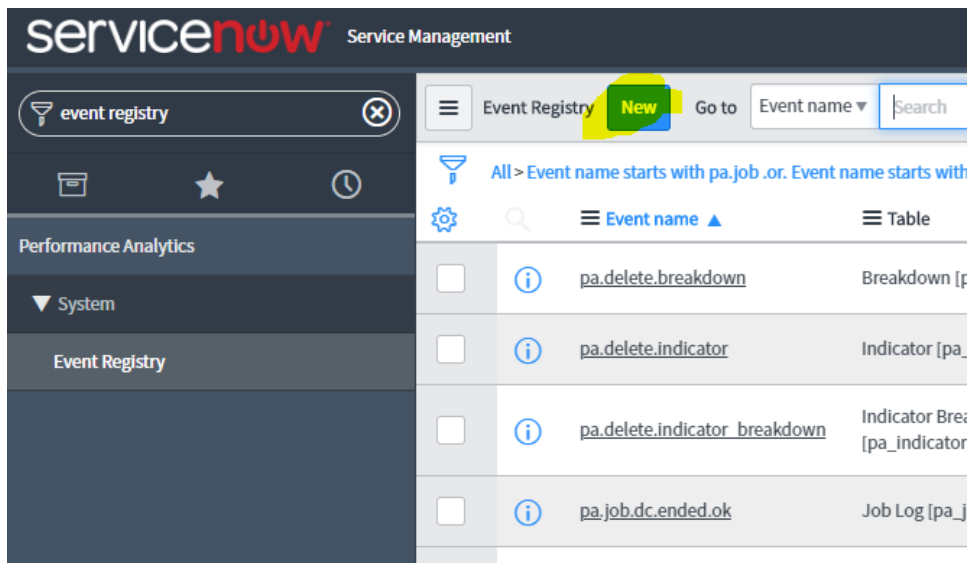 servicenow Service Management
event registry
Event Registry New Go to Event name Search
All > Event name starts with pa.job .or. Event name starts with
Event name Table
Performance Analytics
System
Event Registry
pa.delete.breakdown Breakdown [p
pa.delete.indicator Indicator [pa_
pa.delete.indicator_breakdown Indicator Brea
[pa_indicator
pa.job.dc.ended.ok Job Log [pa_j